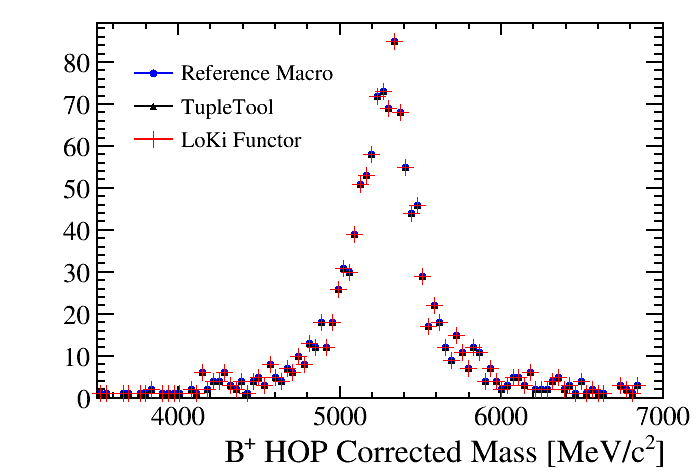 80
70
60
50
40
30
20
10
0
Reference Macro
TupleTool
LoKi Functor
4000 5000 6000 7000
B⁺ HOP Corrected Mass [MeV/c²]